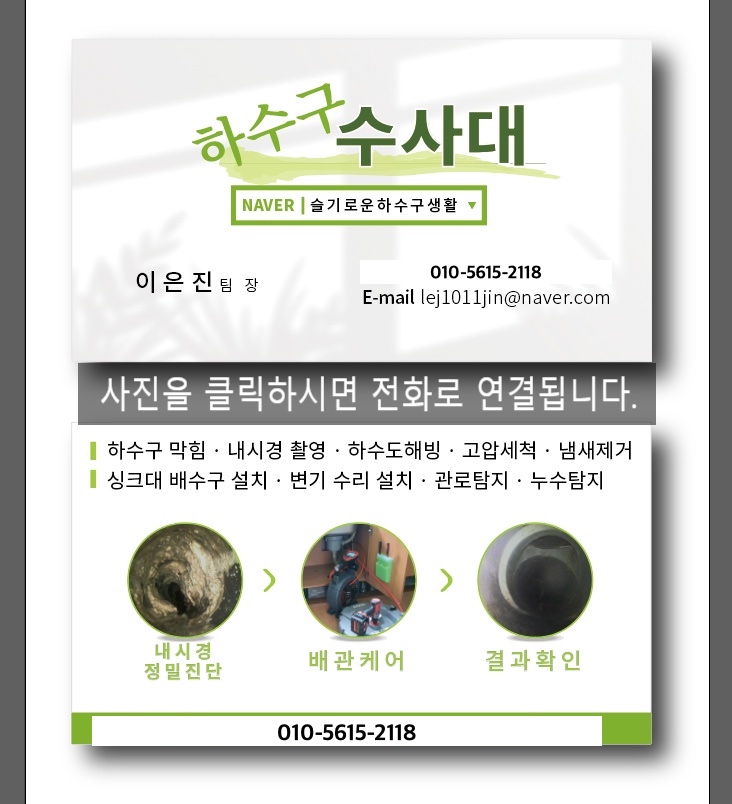 하수구 수사대
NAVER | 슬기로운하수구생활 ▼
이은진 팀 장
010-5615-2118
E-mail lej1011jin@naver.com
사진을 클릭하시면 전화로 연결됩니다.
하수구 막힘 · 내시경 촬영 · 하수도해빙 · 고압세척 · 냄새제거
싱크대 배수구 설치 · 변기 수리 설치 · 관로탐지 · 누수탐지
내시경
정밀진단
배관케어
결과확인
010-5615-2118